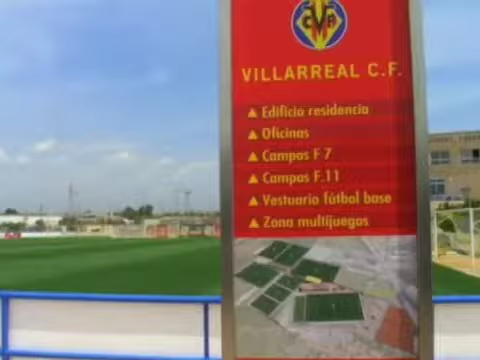 CVF
VILLARREAL C.F.
Edificio residencia
Oficinas
Campos F 7
Campos F.11
Vestuario fútbol base
Zona multijuegos